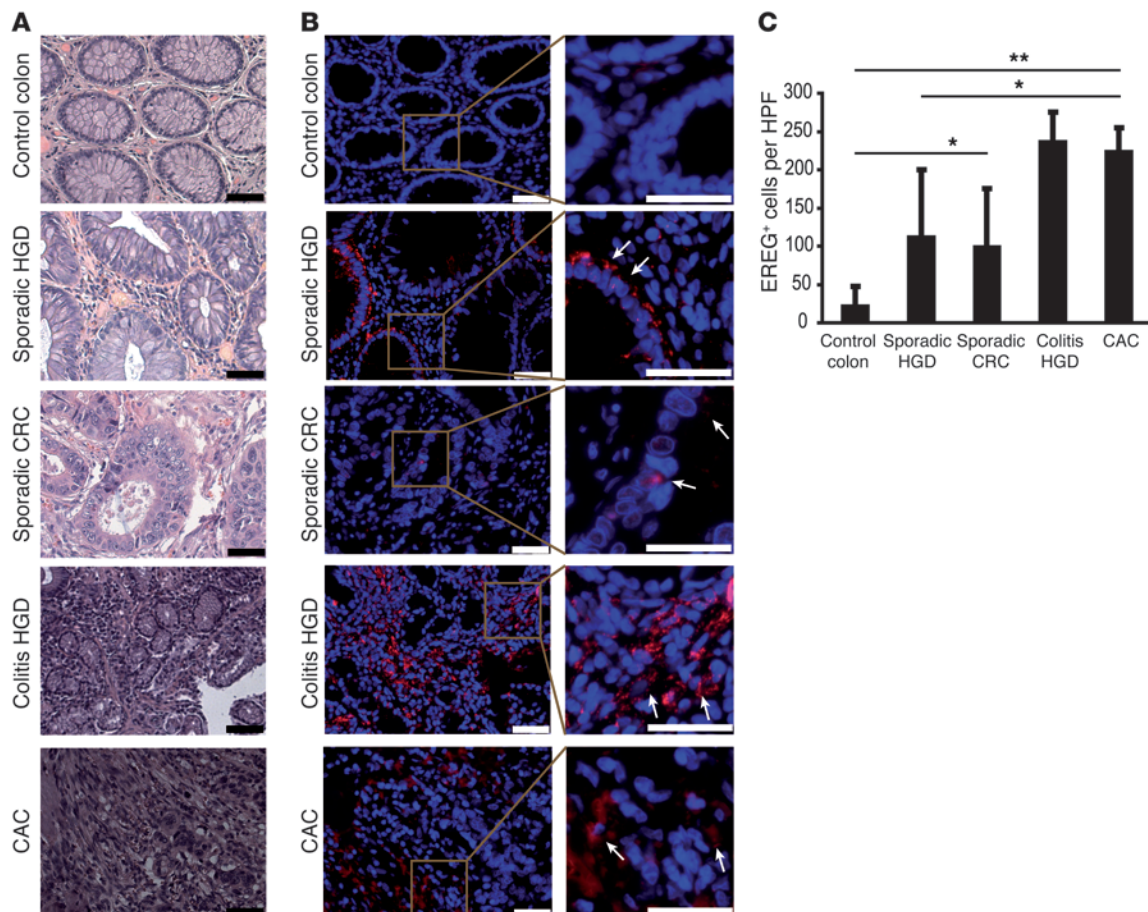 A
B
C
Control colon
Sporadic HGD
Sporadic CRC
Colitis HGD
CAC
Control colon
Sporadic HGD
Sporadic CRC
Colitis HGD
CAC
EREG+ cells per HPF
300
250
200
150
100
50
0
**
*
*
Control
colon
Sporadic
HGD
Sporadic
CRC
Colitis
HGD
CAC